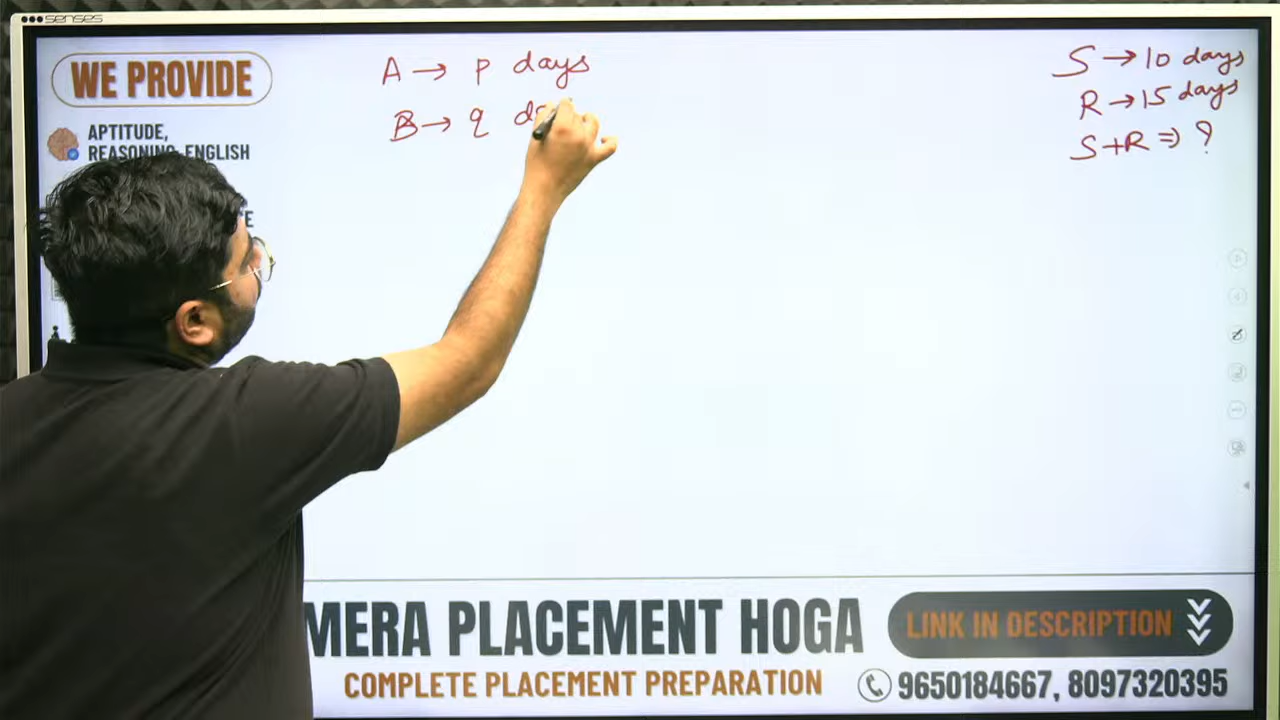 senses
WE PROVIDE
APTITUDE,
REASONING, ENGLISH
A → p days
B → q
S → 10 days
R → 15 days
S+R ⇒ ?
MERA PLACEMENT HOGA
COMPLETE PLACEMENT PREPARATION
LINK IN DESCRIPTION
9650184667, 8097320395